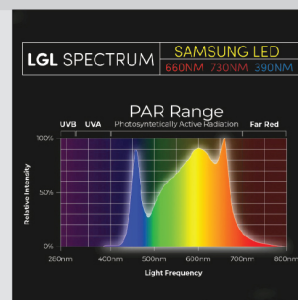 LGL SPECTRUM
SAMSUNG LED
660NM 730NM 390NM
PAR Range
UVB UVA Photosyntetically Active Radiation Far Red
100%
50%
0%
Relative Intensity
280nm 400nm 500nm 600nm 700nm 800nm
Light Frequency